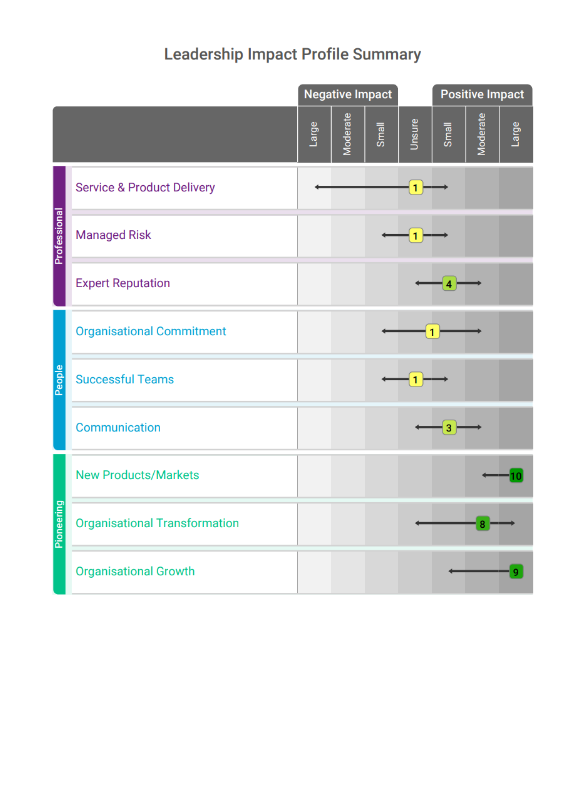 Leadership Impact Profile Summary
Negative Impact
Positive Impact
Large
Moderate
Small
Unsure
Small
Moderate
Large
Professional
Service & Product Delivery
1
Managed Risk
1
Expert Reputation
4
People
Organisational Commitment
1
Successful Teams
1
Communication
3
Pioneering
New Products/Markets
10
Organisational Transformation
8
Organisational Growth
9